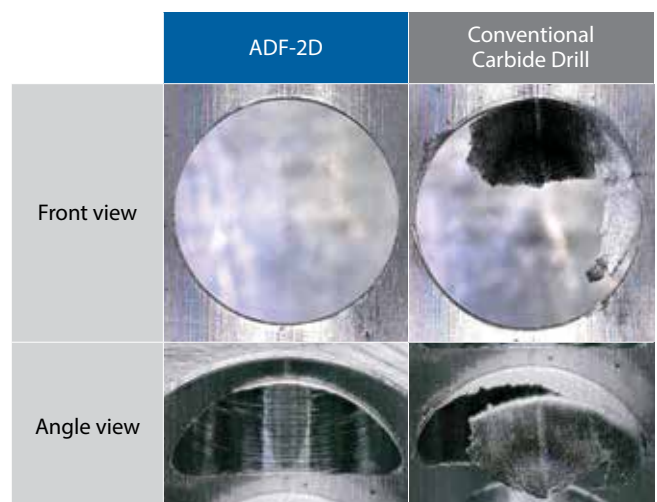 ADF-2D
Conventional
Carbide Drill
Front view
Angle view